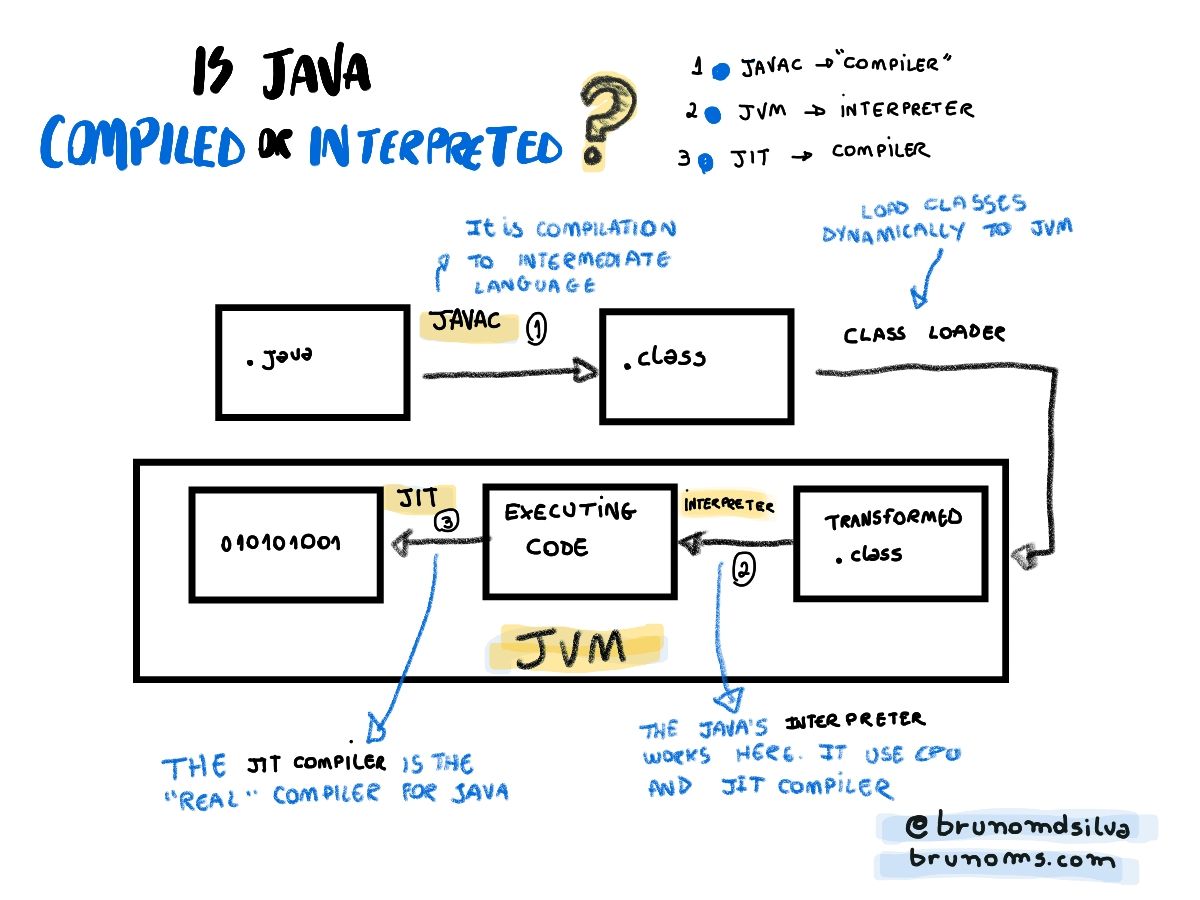 IS JAVA
COMPILED OR INTERPRETED ?
1 JAVAC → "COMPILER"
2 JVM → INTERPRETER
3 JIT → COMPILER
It is COMPILATION
TO INTERMEDIATE
LANGUAGE
LOAD CLASSES
DYNAMICALLY TO JVM
JAVAC 1
.java
.class
CLASS LOADER
JIT
3
010101001
EXECUTING
CODE
INTERPRETER
2
TRANSFORMED
.class
JVM
THE JIT COMPILER IS THE
"REAL" COMPILER FOR JAVA
THE JAVA'S INTERPRETER
WORKS HERE. IT USE CPU
AND JIT COMPILER
@brunomdsilva
brunoms.com